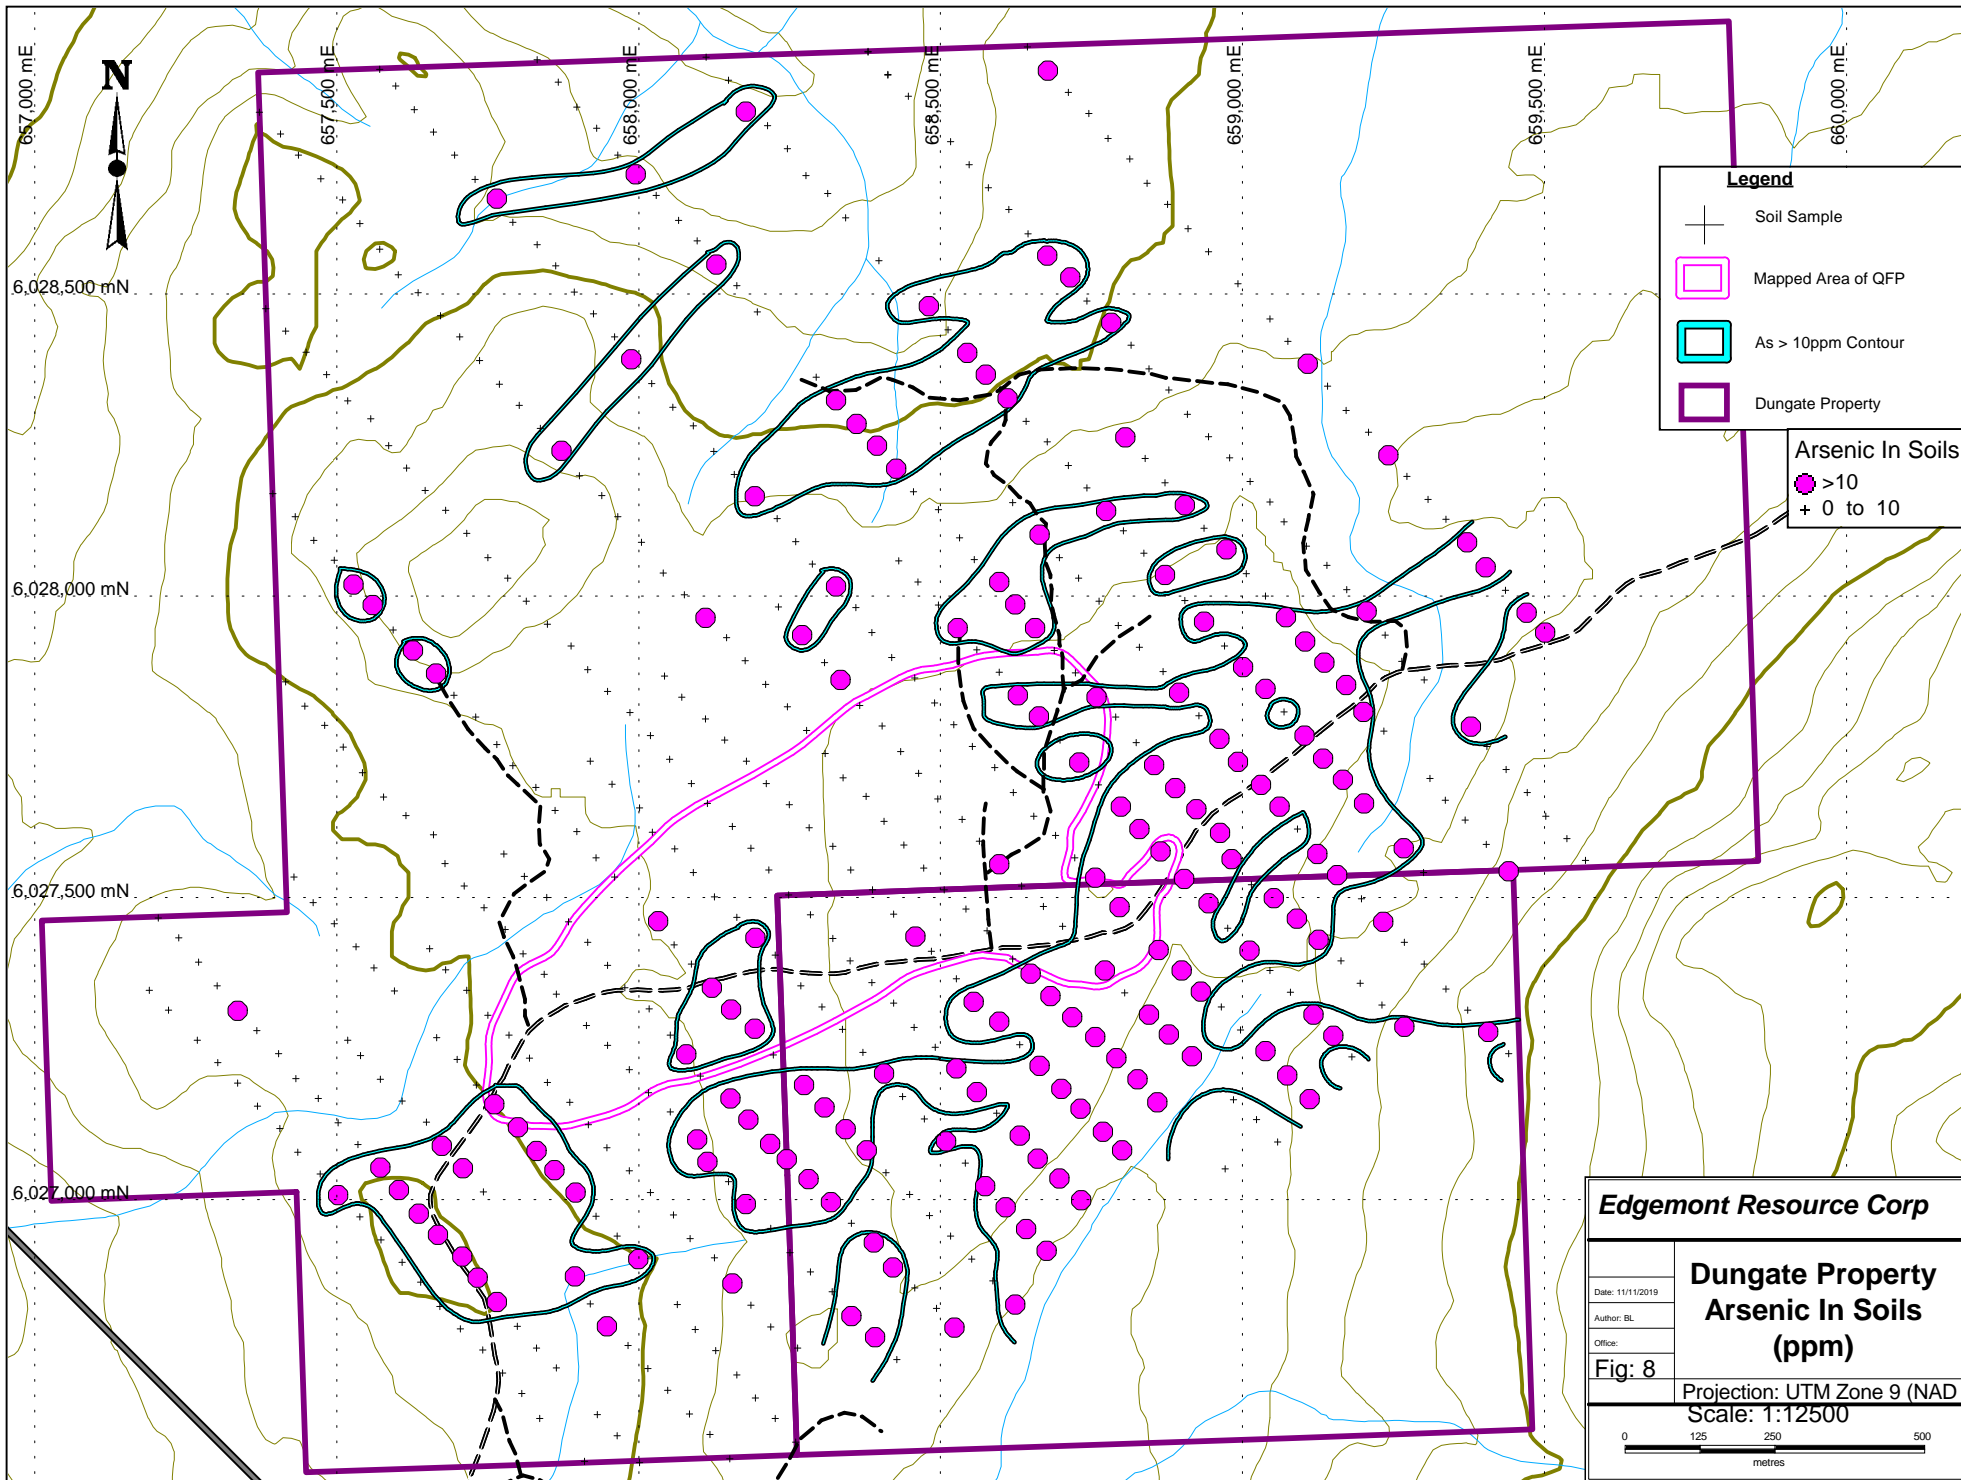 657,000 mE
657,500 mE
658,000 mE
658,500 mE
659,000 mE
659,500 mE
660,000 mE
N
6,028,500 mN
6,028,000 mN
6,027,500 mN
6,027,000 mN
Legend
Soil Sample
Mapped Area of QFP
As > 10ppm Contour
Dungate Property
Arsenic In Soils
>10
0 to 10
Edgemont Resource Corp
Date: 11/11/2019
Author: BL
Office:
Fig: 8
Dungate Property
Arsenic In Soils
(ppm)
Projection: UTM Zone 9 (NAD
Scale: 1:12500
0 125 250 500
metres